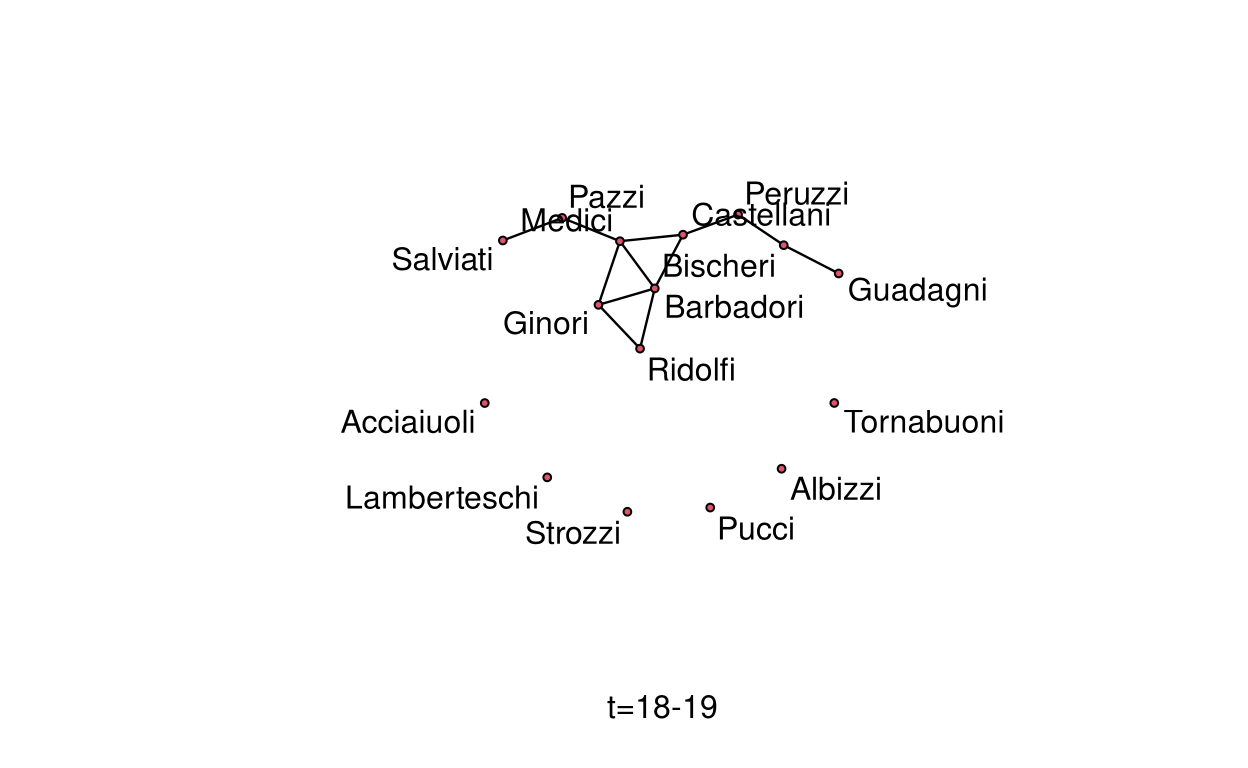 Pazzi
Peruzzi
Medici
Castellani
Salviati
Bischeri
Guadagni
Barbadori
Ginori
Ridolfi
Acciaiuoli
Tornabuoni
Lamberteschi
Albizzi
Strozzi
Pucci
t=18-19